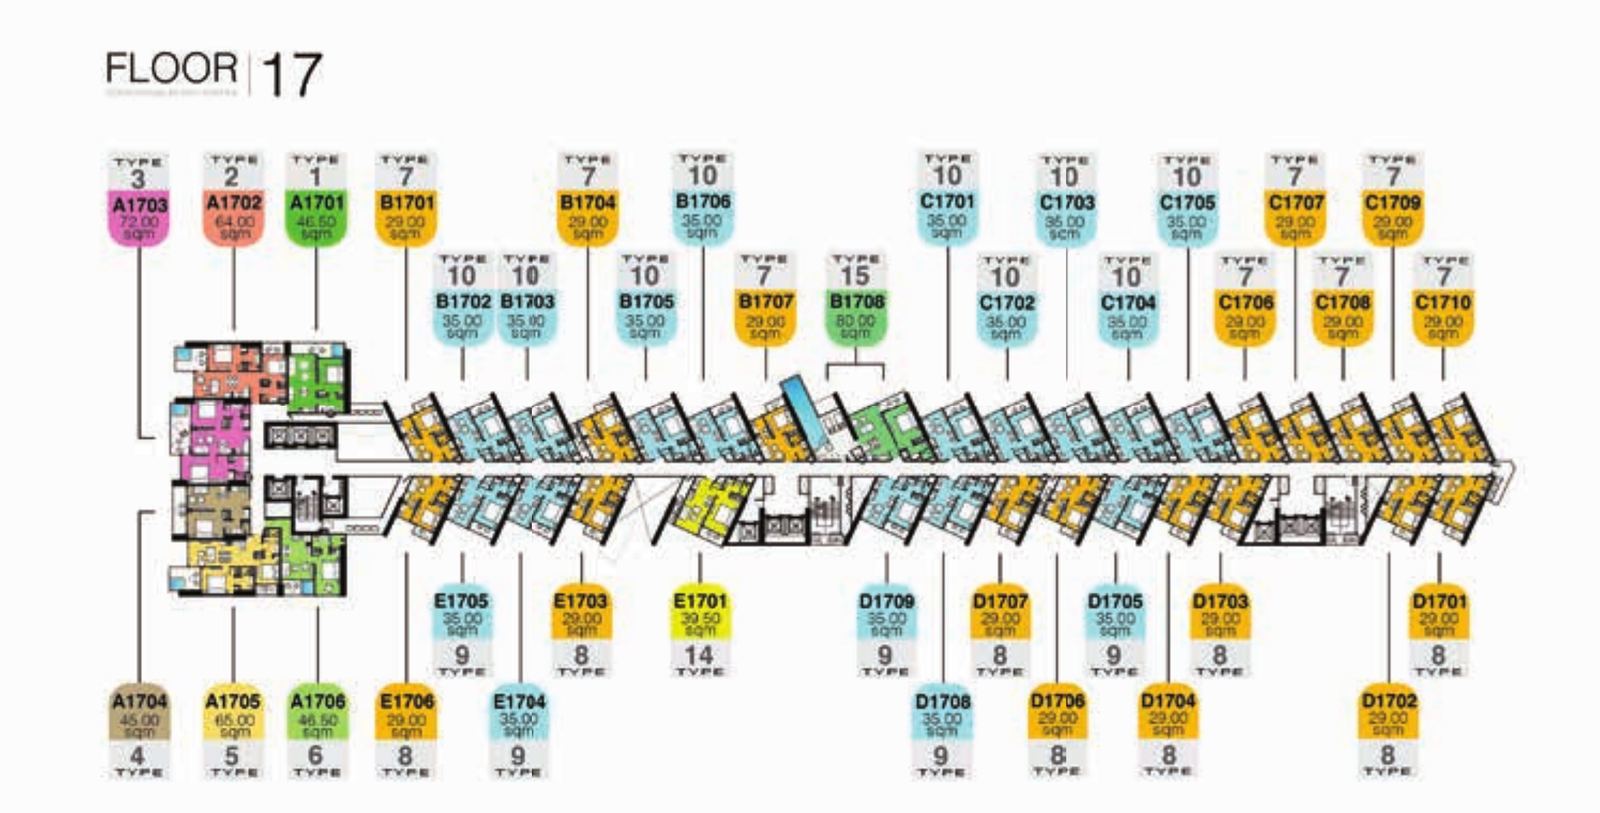 FLOOR 17
TYPE 3 A1703 72.00 sqm
TYPE 2 A1702 64.00 sqm
TYPE 1 A1701 46.50 sqm
TYPE 7 B1701 29.00 sqm
TYPE 7 B1704 29.00 sqm
TYPE 10 B1706 35.00 sqm
TYPE 10 C1701 35.00 sqm
TYPE 10 C1703 35.00 sqm
TYPE 10 C1705 35.00 sqm
TYPE 7 C1707 29.00 sqm
TYPE 7 C1709 29.00 sqm
TYPE 10 B1702 35.00 sqm
TYPE 10 B1703 35.00 sqm
TYPE 10 B1705 35.00 sqm
TYPE 7 B1707 29.00 sqm
TYPE 15 B1708 80.00 sqm
TYPE 10 C1702 35.00 sqm
TYPE 10 C1704 35.00 sqm
TYPE 7 C1706 29.00 sqm
TYPE 7 C1708 29.00 sqm
TYPE 7 C1710 29.00 sqm
E1705 35.00 sqm 9 TYPE
E1703 29.00 sqm 8 TYPE
E1701 39.50 sqm 14 TYPE
D1709 35.00 sqm 9 TYPE
D1707 29.00 sqm 8 TYPE
D1705 35.00 sqm 9 TYPE
D1703 29.00 sqm 8 TYPE
D1701 29.00 sqm 8 TYPE
A1704 45.00 sqm 4 TYPE
A1705 65.00 sqm 5 TYPE
A1706 46.50 sqm 6 TYPE
E1706 29.00 sqm 8 TYPE
E1704 35.00 sqm 9 TYPE
D1708 35.00 sqm 9 TYPE
D1706 29.00 sqm 8 TYPE
D1704 29.00 sqm 8 TYPE
D1702 29.00 sqm 8 TYPE